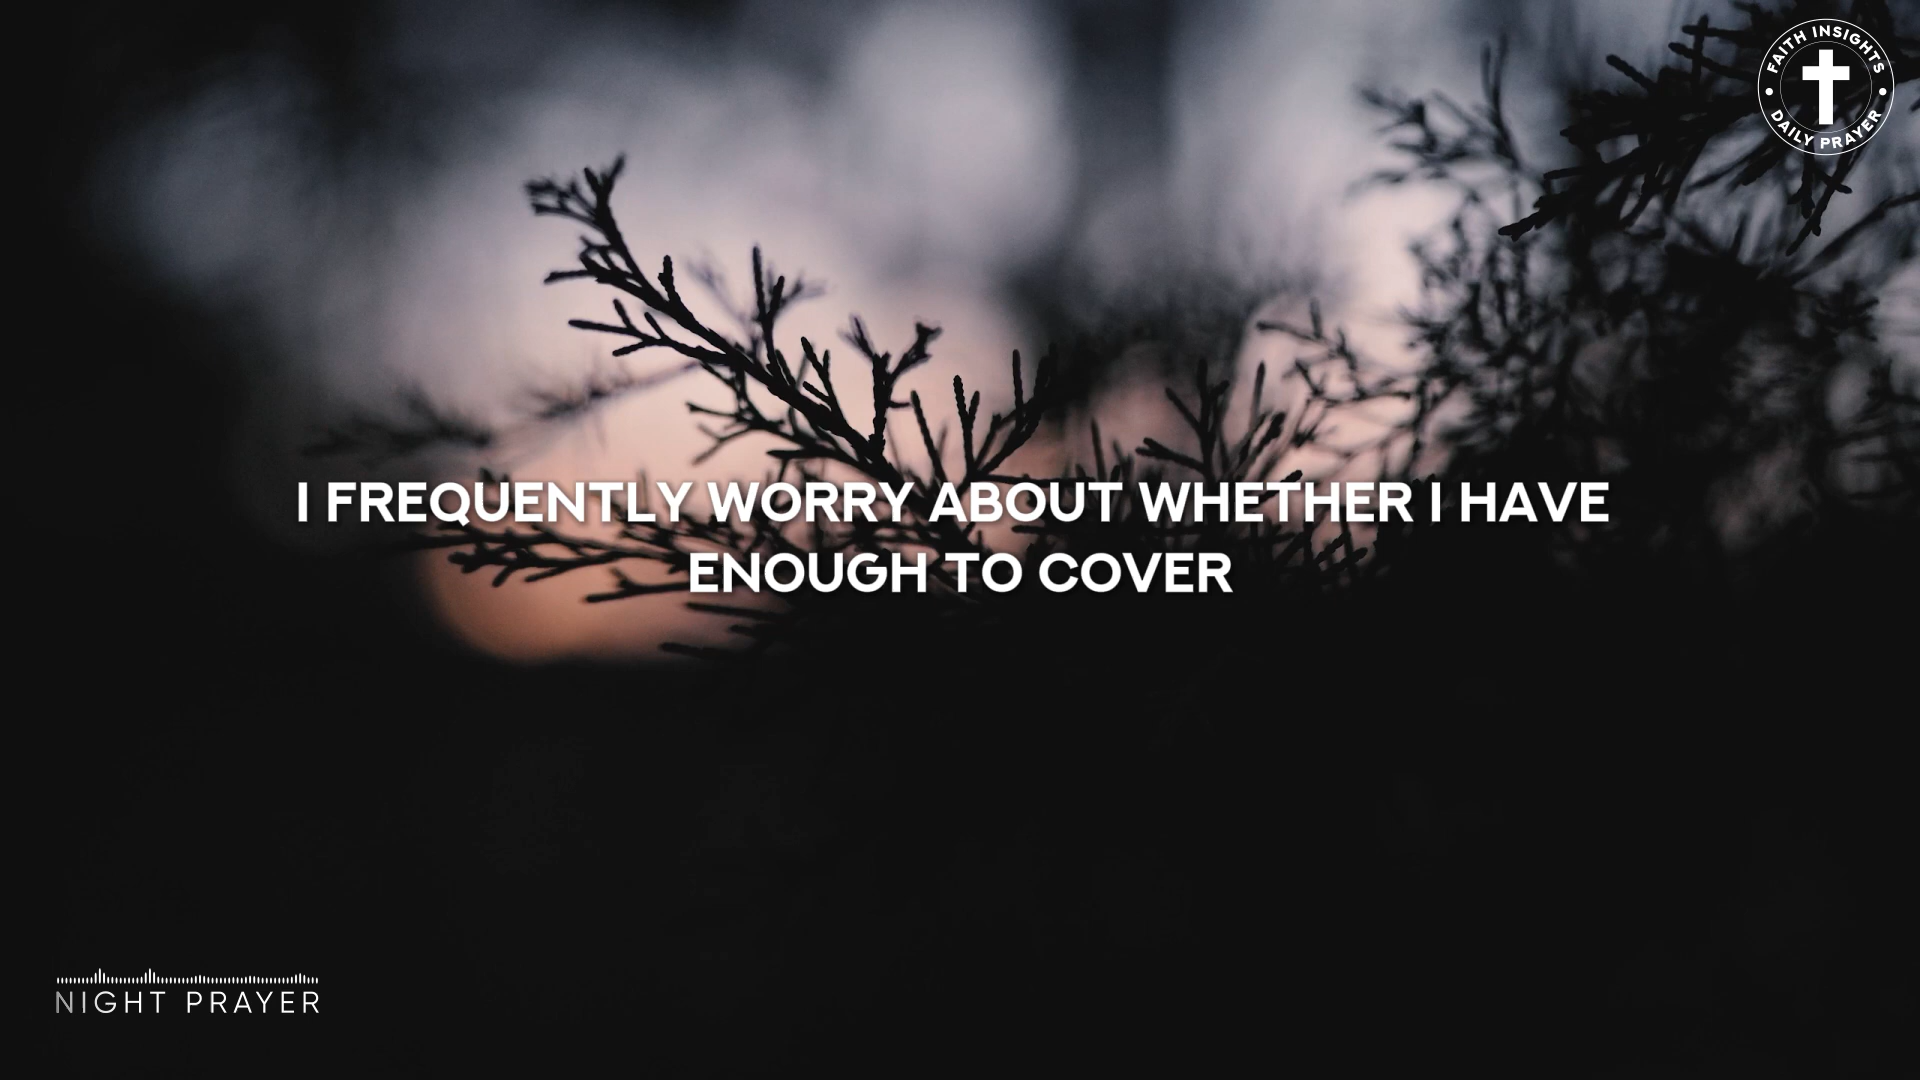 FAITH INSIGHTS
DAILY PRAYER
I FREQUENTLY WORRY ABOUT WHETHER I HAVE
ENOUGH TO COVER
NIGHT PRAYER